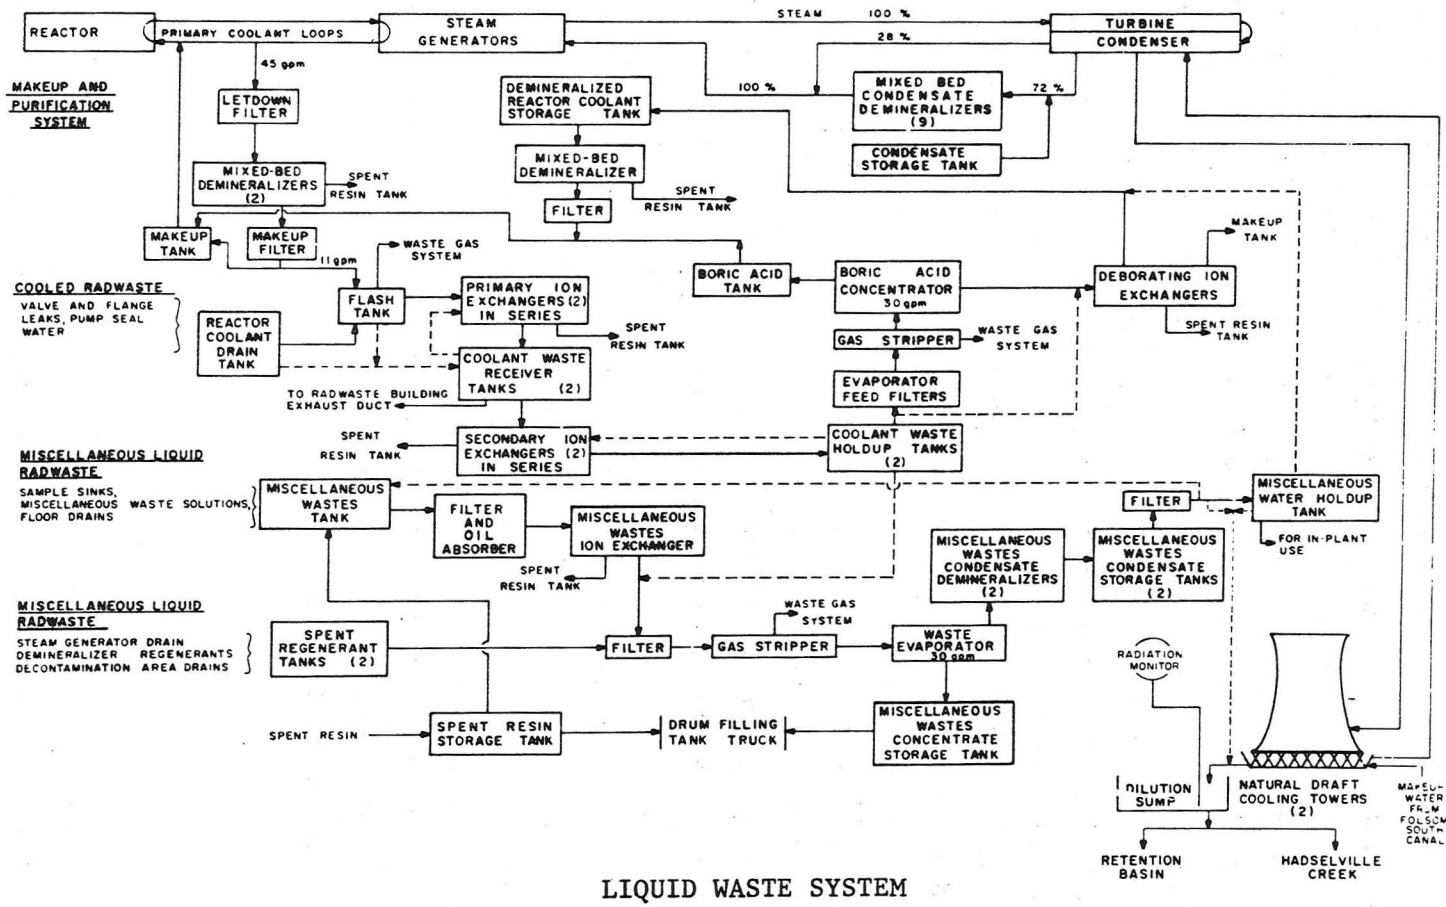 REACTOR
PRIMARY COOLANT LOOPS
STEAM
GENERATORS
STEAM 100 %
28 %
TURBINE
CONDENSER
45 gpm
MAKEUP AND
PURIFICATION
SYSTEM
LETDOWN
FILTER
DEMINERALIZED
REACTOR COOLANT
STORAGE TANK
100 %
MIXED BED
CONDENSATE
DEMINERALIZERS
(9)
72 %
CONDENSATE
STORAGE TANK
MIXED-BED
DEMINERALIZERS
(2)
SPENT
RESIN TANK
MIXED-BED
DEMINERALIZER
SPENT
RESIN TANK
FILTER
MAKEUP
TANK
MAKEUP
FILTER
11 gpm
WASTE GAS
SYSTEM
MAKEUP
TANK
BORIC ACID
TANK
BORIC ACID
CONCENTRATOR
30 gpm
DEBORATING ION
EXCHANGERS
COOLED RADWASTE
VALVE AND FLANGE
LEAKS, PUMP SEAL
WATER
FLASH
TANK
PRIMARY ION
EXCHANGERS (2)
IN SERIES
REACTOR
COOLANT
DRAIN
TANK
SPENT
RESIN TANK
GAS STRIPPER
WASTE GAS
SYSTEM
SPENT RESIN
TANK
COOLANT WASTE
RECEIVER
TANKS (2)
EVAPORATOR
FEED FILTERS
TO RADWASTE BUILDING
EXHAUST DUCT
SPENT
RESIN TANK
SECONDARY ION
EXCHANGERS (2)
IN SERIES
COOLANT WASTE
HOLDUP TANKS
(2)
MISCELLANEOUS LIQUID
RADWASTE
SAMPLE SINKS,
MISCELLANEOUS WASTE SOLUTIONS,
FLOOR DRAINS
MISCELLANEOUS
WASTES
TANK
FILTER
AND
OIL
ABSORBER
MISCELLANEOUS
WASTES
ION EXCHANGER
SPENT
RESIN TANK
FILTER
MISCELLANEOUS
WATER HOLDUP
TANK
FOR IN-PLANT
USE
MISCELLANEOUS
WASTES
CONDENSATE
DEMINERALIZERS
(2)
MISCELLANEOUS
WASTES
CONDENSATE
STORAGE TANKS
(2)
MISCELLANEOUS LIQUID
RADWASTE
STEAM GENERATOR DRAIN
DEMINERALIZER REGENERANTS
DECONTAMINATION AREA DRAINS
SPENT
REGENERANT
TANKS (2)
FILTER
GAS STRIPPER
WASTE GAS
SYSTEM
WASTE
EVAPORATOR
30 gpm
RADIATION
MONITOR
SPENT RESIN
SPENT RESIN
STORAGE TANK
DRUM FILLING
TANK TRUCK
MISCELLANEOUS
WASTES
CONCENTRATE
STORAGE TANK
DILUTION
SUMP
NATURAL DRAFT
COOLING TOWERS
(2)
WATER
FOLSOM
SOUTH
CANAL
RETENTION
BASIN
HADSELVILLE
CREEK
LIQUID WASTE SYSTEM